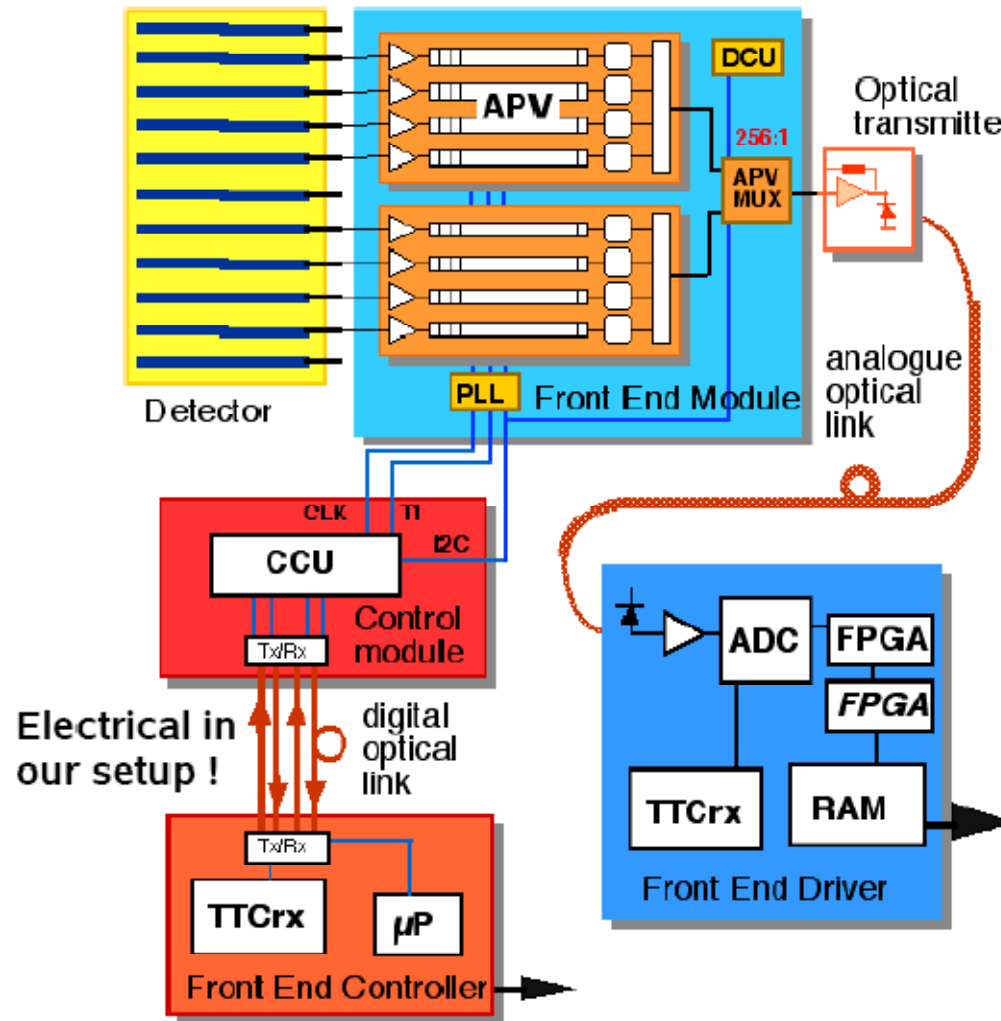 DCU
APV
256:1
APV
MUX
Optical
transmitte
Detector
PLL
Front End Module
analogue
optical
link
CLK
T1
I2C
CCU
Control
module
Tx/Rx
Electrical in
our setup !
digital
optical
link
ADC
FPGA
FPGA
TTCrx
RAM
Front End Driver
Tx/Rx
TTCrx
µP
Front End Controller